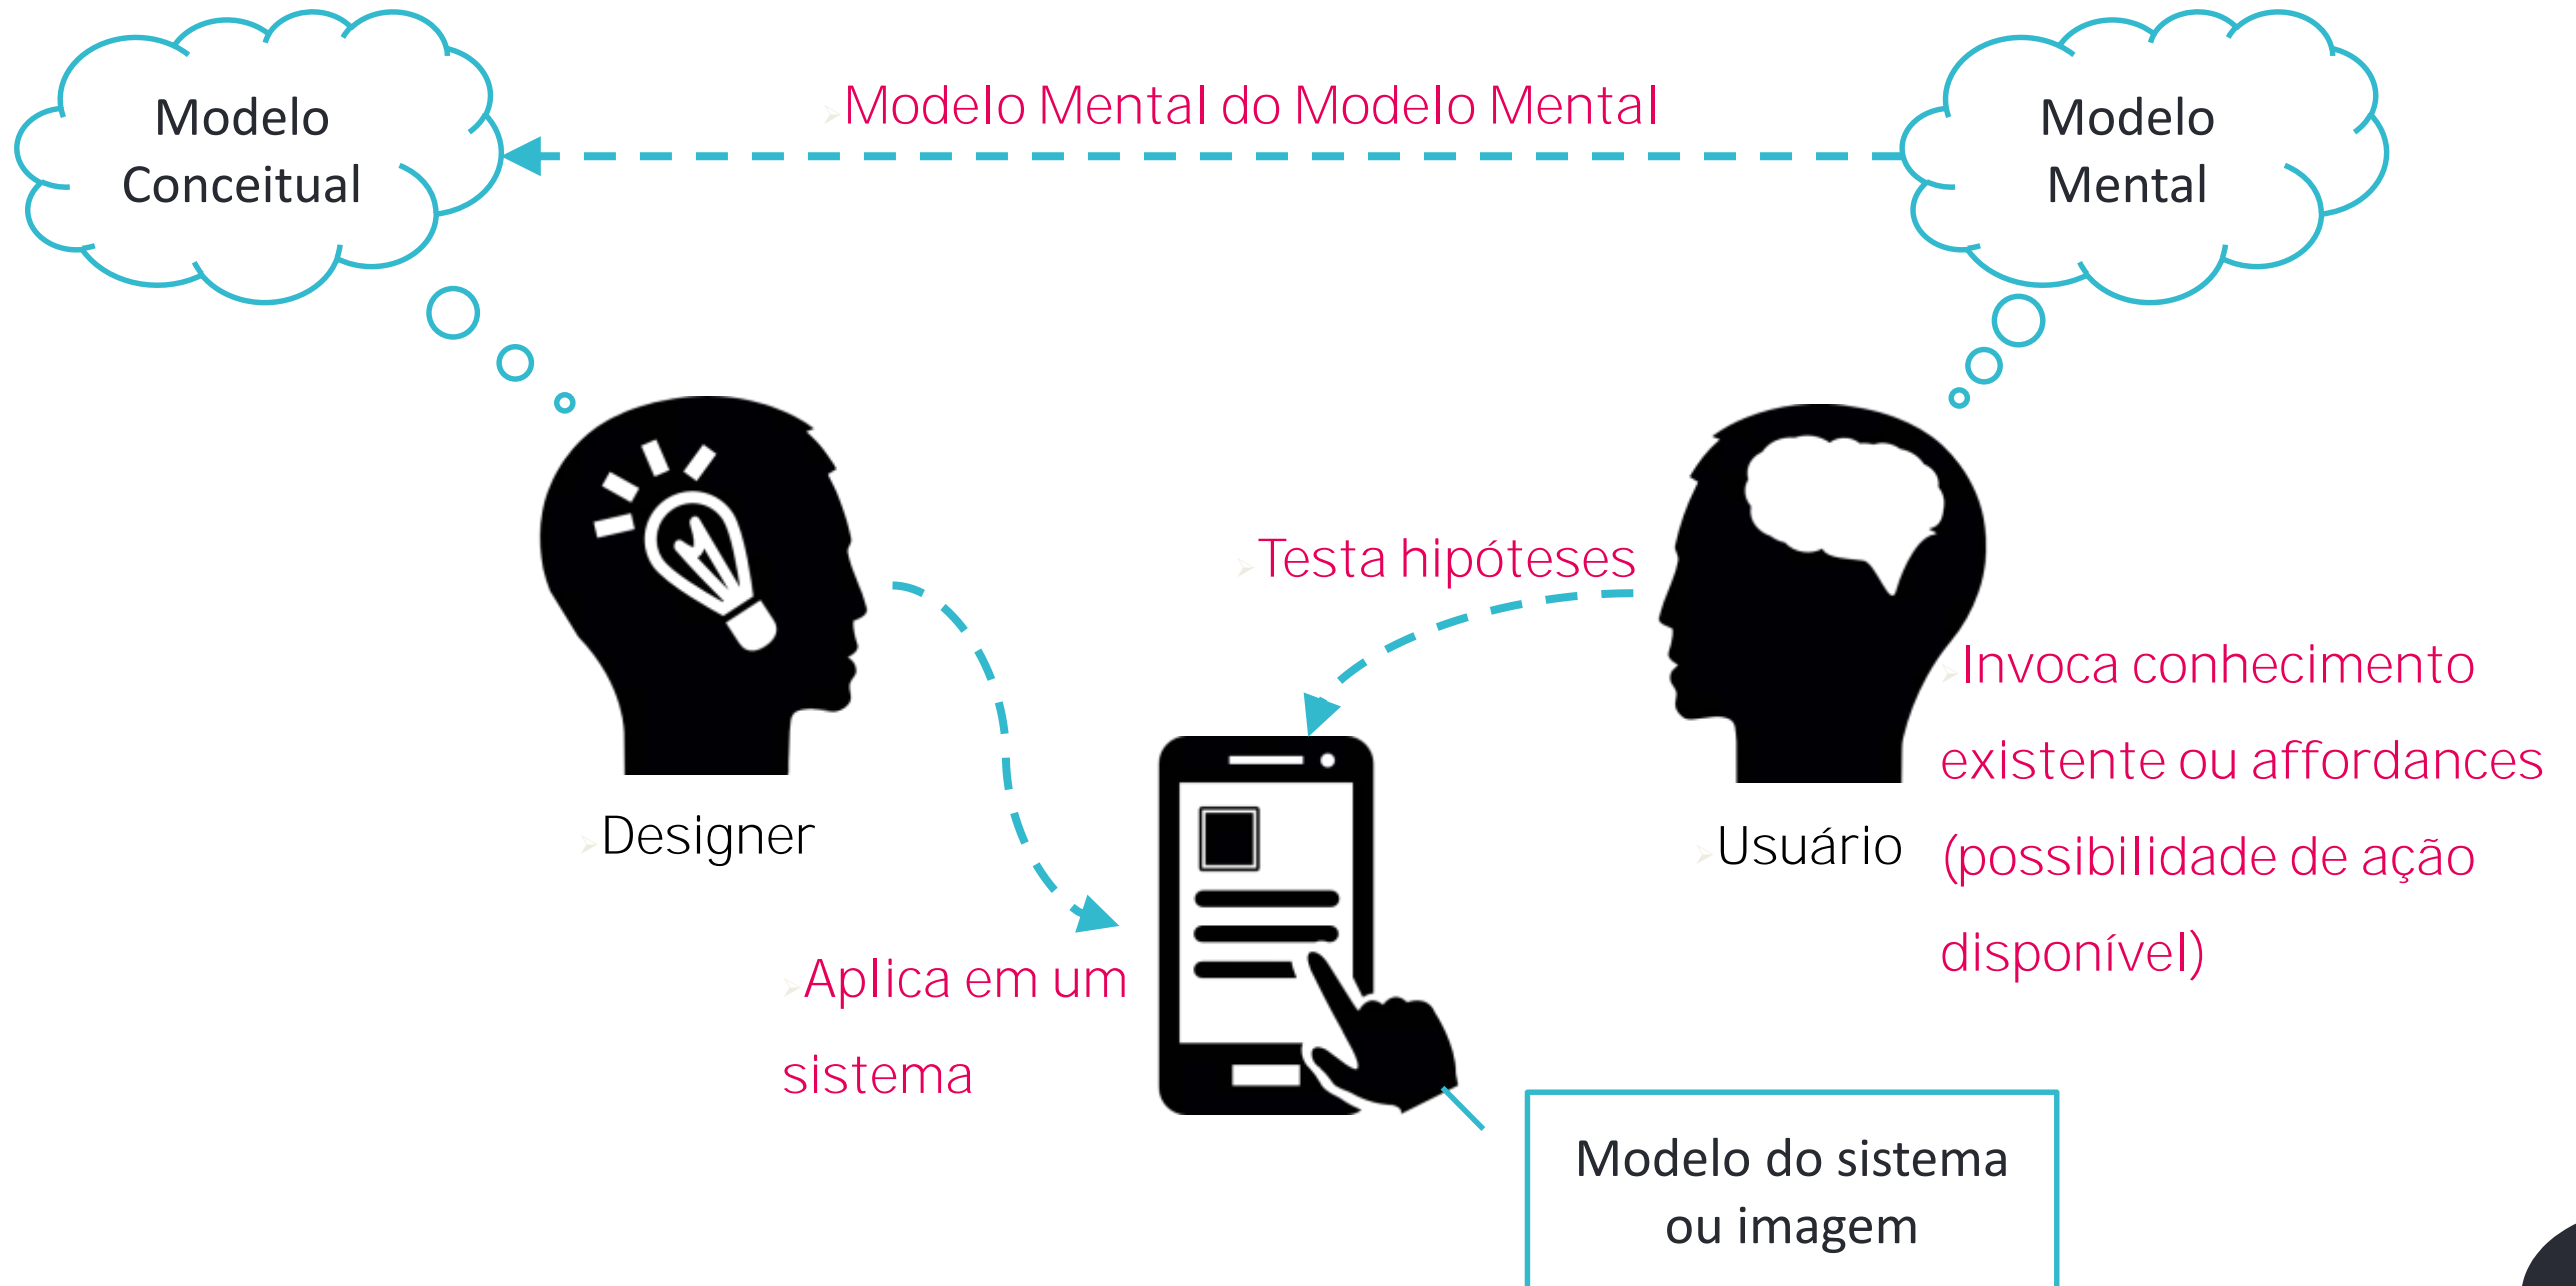 Modelo
Conceitual
➢Modelo Mental do Modelo Mental
Modelo
Mental
➢Testa hipóteses
➢Invoca conhecimento
existente ou affordances
(possibilidade de ação
disponível)
➢Designer
➢Usuário
➢Aplica em um
sistema
Modelo do sistema
ou imagem